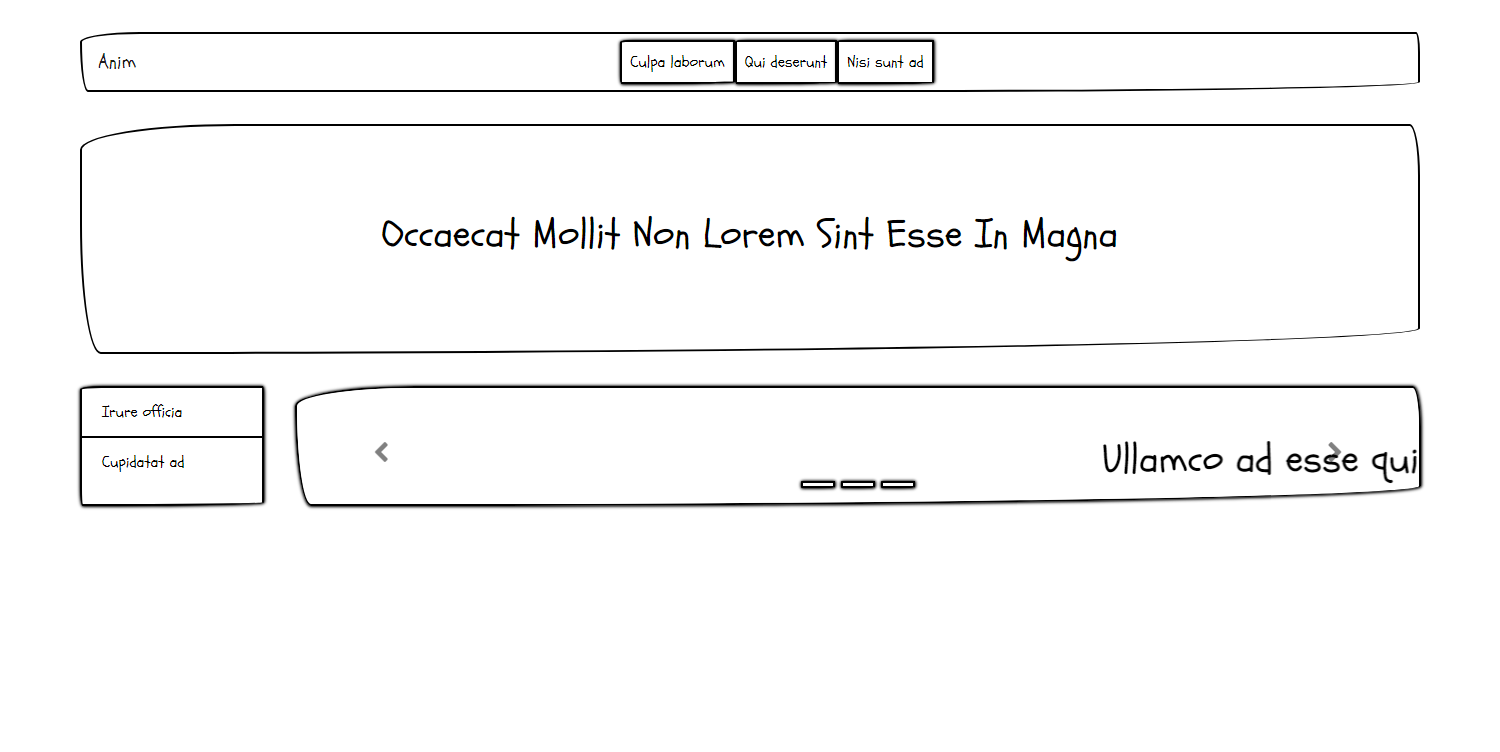 Anim
Culpa laborum
Qui deserunt
Nisi sunt ad
Occaecat Mollit Non Lorem Sint Esse In Magna
Irure officia
Cupidatat ad
Ullamco ad esse qui